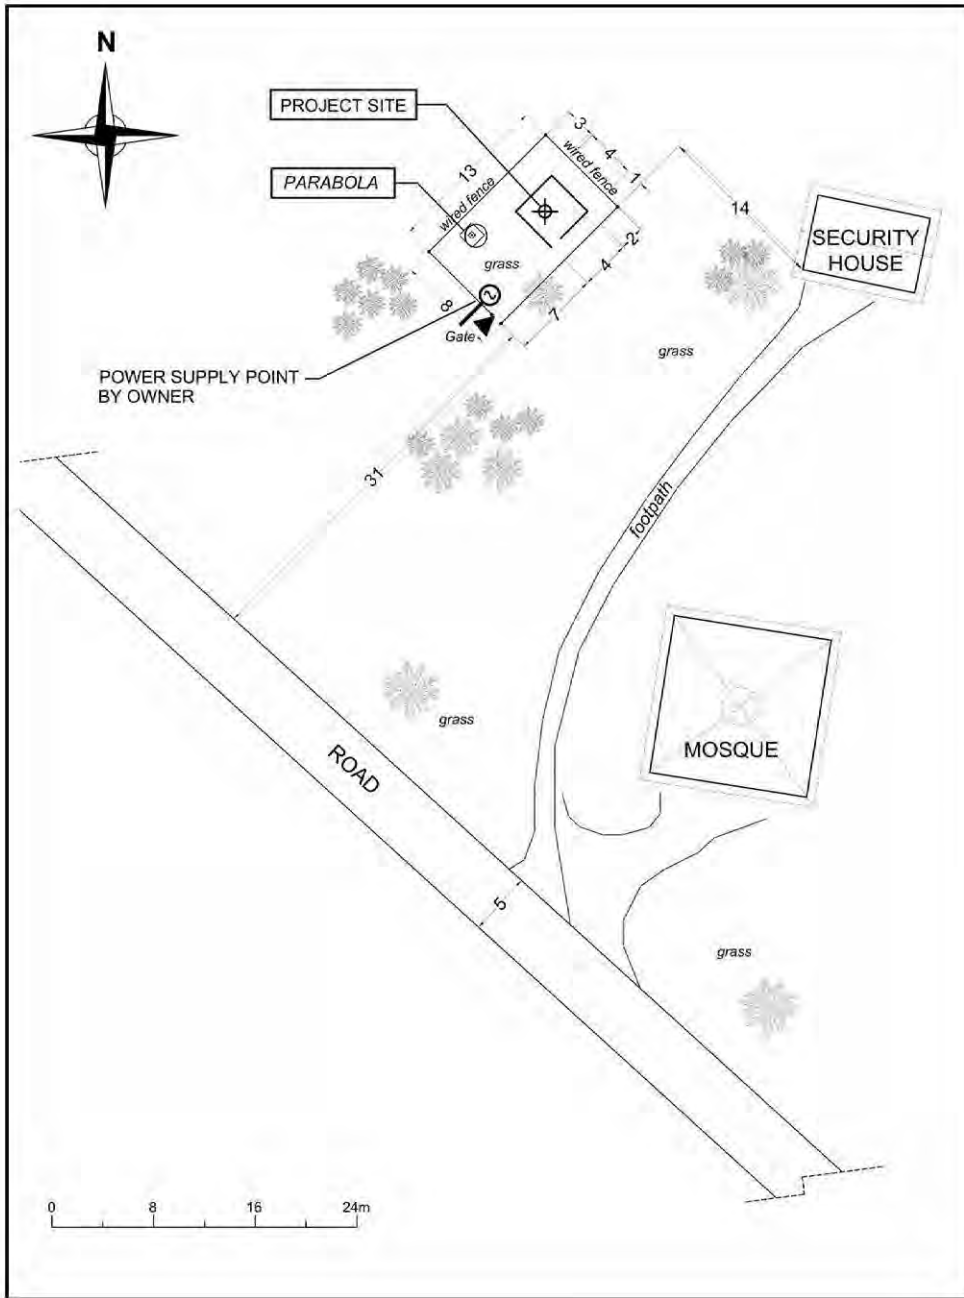 N
PROJECT SITE
PARABOLA
3
4
1
wired fence
13
wired fence
14
SECURITY
HOUSE
2
4
7
grass
8
Gate
grass
POWER SUPPLY POINT
BY OWNER
31
footpath
grass
MOSQUE
ROAD
5
grass
0 8 16 24m